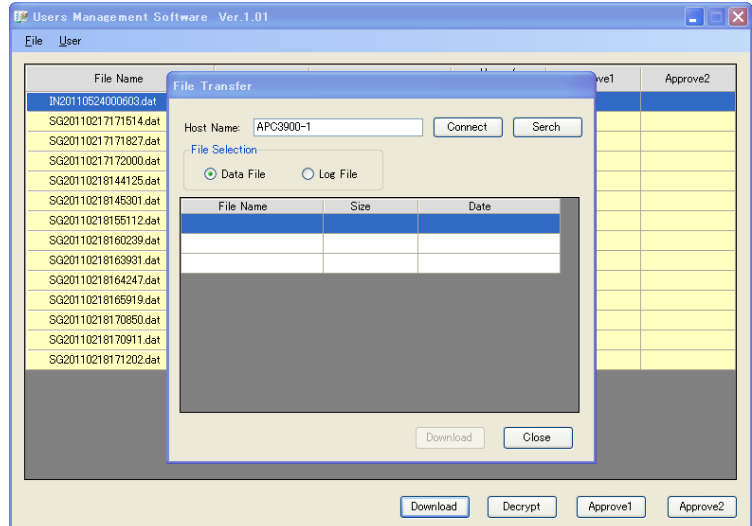 Users Management Software Ver.1.01
File User
File Name
Approve2
IN20110524000603.dat
SG20110217171514.dat
SG20110217171827.dat
SG20110217172000.dat
SG20110218144125.dat
SG20110218145301.dat
SG20110218155112.dat
SG20110218160239.dat
SG20110218163931.dat
SG20110218164247.dat
SG20110218165919.dat
SG20110218170850.dat
SG20110218170911.dat
SG20110218171202.dat
File Transfer
Host Name: APC3900-1 Connect Serch
File Selection
Data File Log File
File Name Size Date
Download Close
Download Decrypt Approve1 Approve2